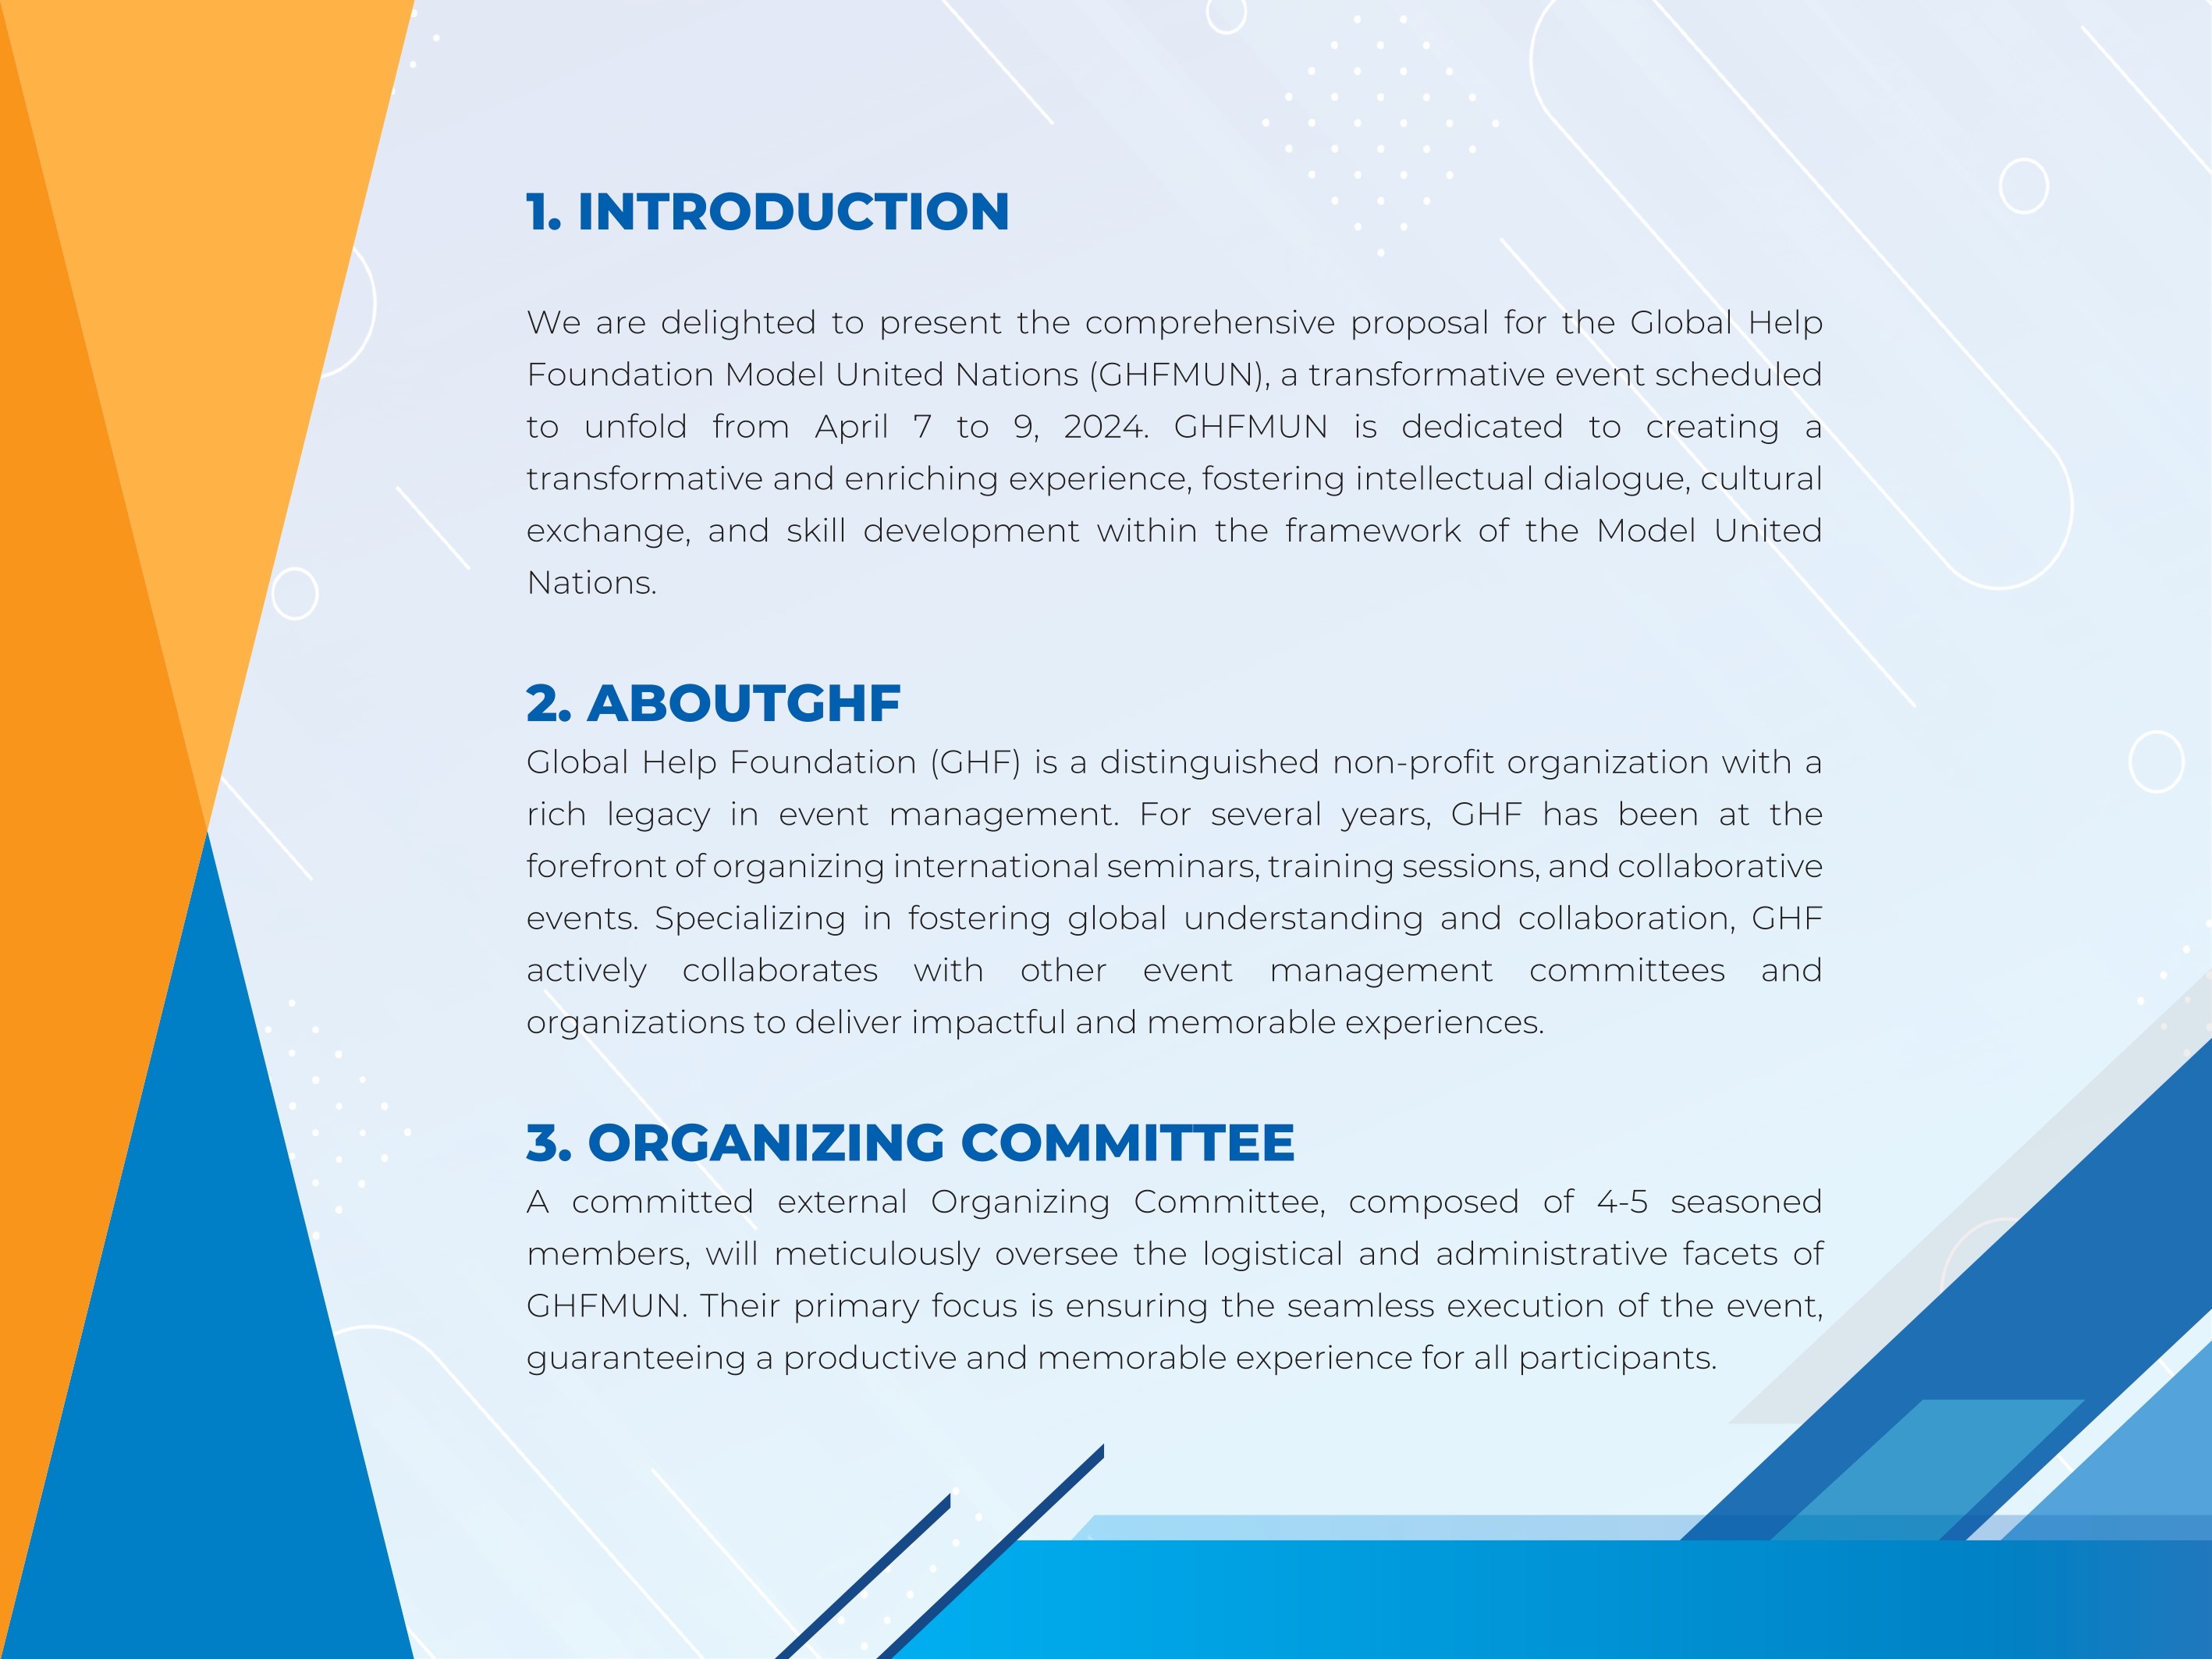 1. INTRODUCTION
We are delighted to present the comprehensive proposal for the Global Help
Foundation Model United Nations (GHFMUN), a transformative event scheduled
to unfold from April 7 to 9, 2024. GHFMUN is dedicated to creating a
transformative and enriching experience, fostering intellectual dialogue, cultural
exchange, and skill development within the framework of the Model United
Nations.
2. ABOUTGHF
Global Help Foundation (GHF) is a distinguished non-profit organization with a
rich legacy in event management. For several years, GHF has been at the
forefront of organizing international seminars, training sessions, and collaborative
events. Specializing in fostering global understanding and collaboration, GHF
actively collaborates with other event management committees and
organizations to deliver impactful and memorable experiences.
3. ORGANIZING COMMITTEE
A committed external Organizing Committee, composed of 4-5 seasoned
members, will meticulously oversee the logistical and administrative facets of
GHFMUN. Their primary focus is ensuring the seamless execution of the event,
guaranteeing a productive and memorable experience for all participants.